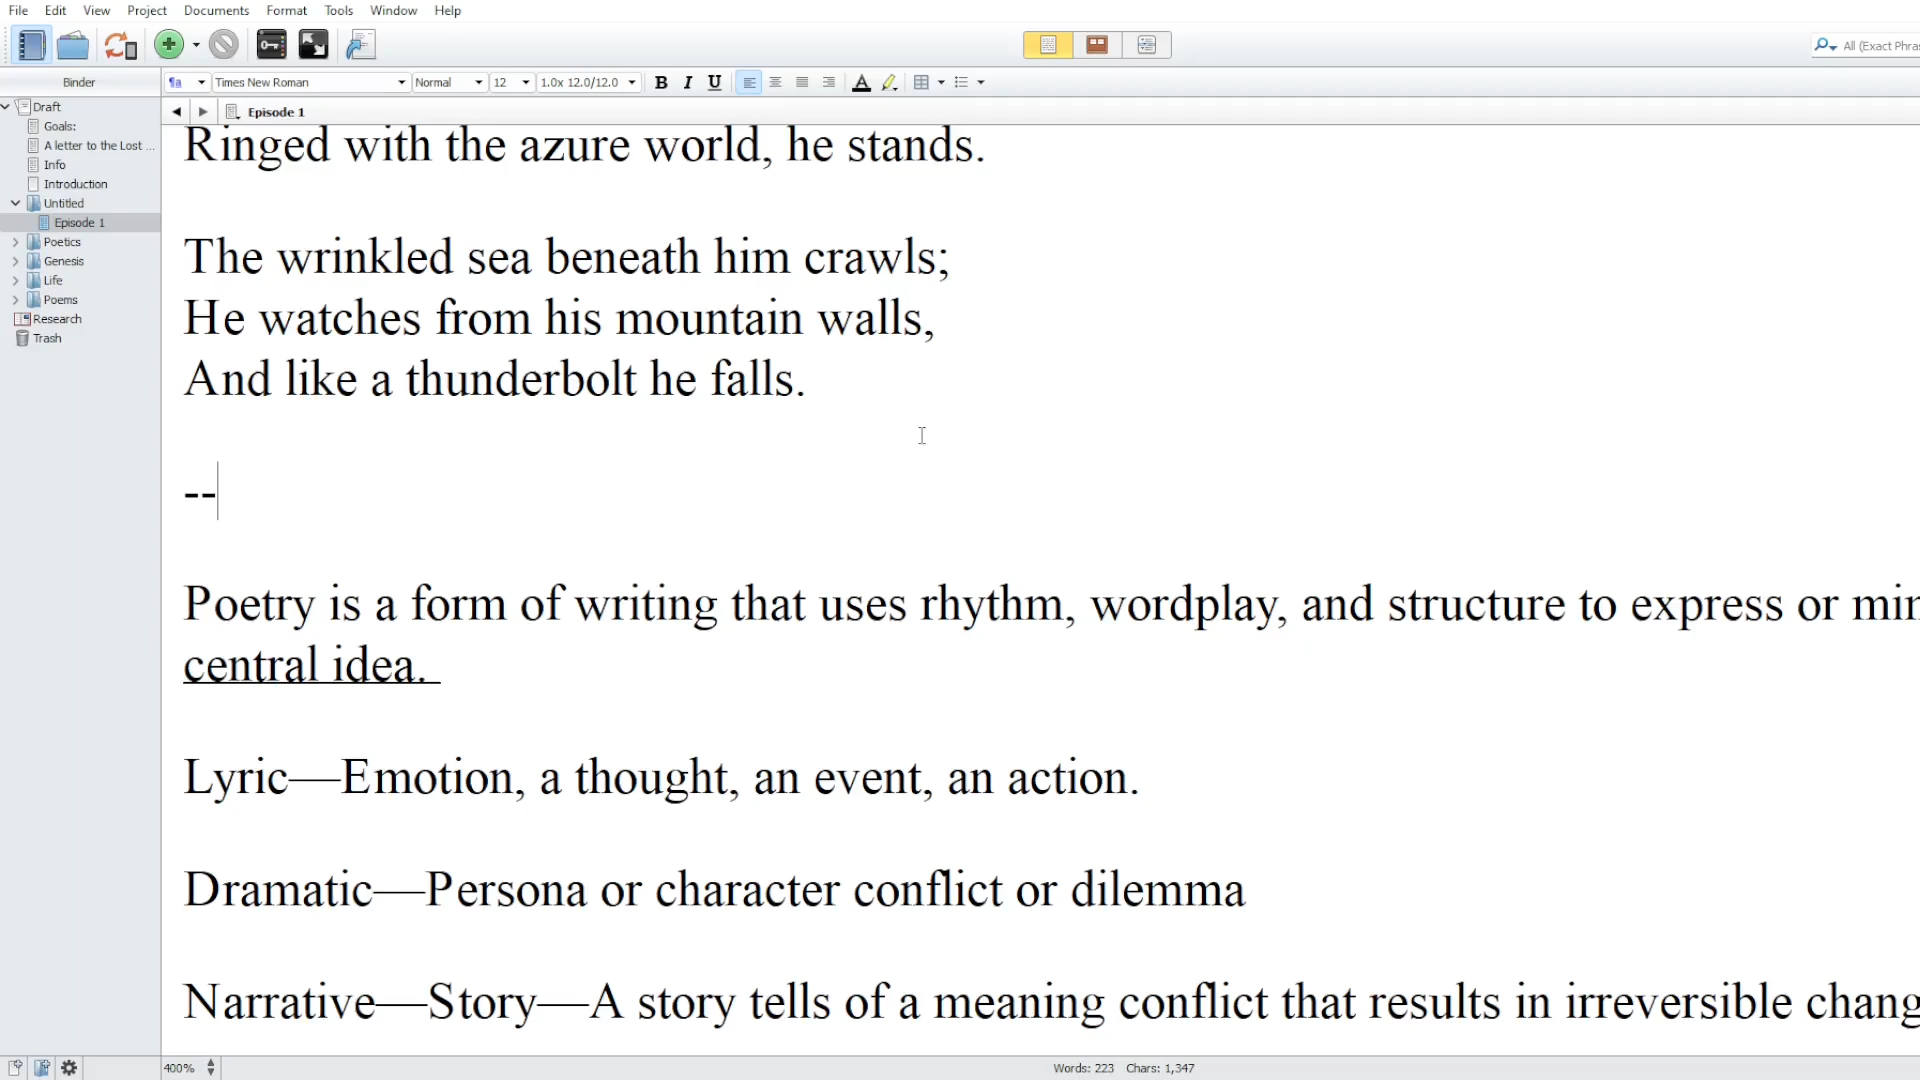 File Edit View Project Documents Format Tools Window Help
All (Exact Phras
Binder
¶a Times New Roman Normal 12 1.0x 12.0/12.0 B I U A
Draft
Goals:
A letter to the Lost ...
Info
Introduction
Untitled
Episode 1
Poetics
Genesis
Life
Poems
Research
Trash
Episode 1
Ringed with the azure world, he stands.
The wrinkled sea beneath him crawls;
He watches from his mountain walls,
And like a thunderbolt he falls.
--
Poetry is a form of writing that uses rhythm, wordplay, and structure to express or min
central idea.
Lyric—Emotion, a thought, an event, an action.
Dramatic—Persona or character conflict or dilemma
Narrative—Story—A story tells of a meaning conflict that results in irreversible chang
400% Words: 223 Chars: 1,347